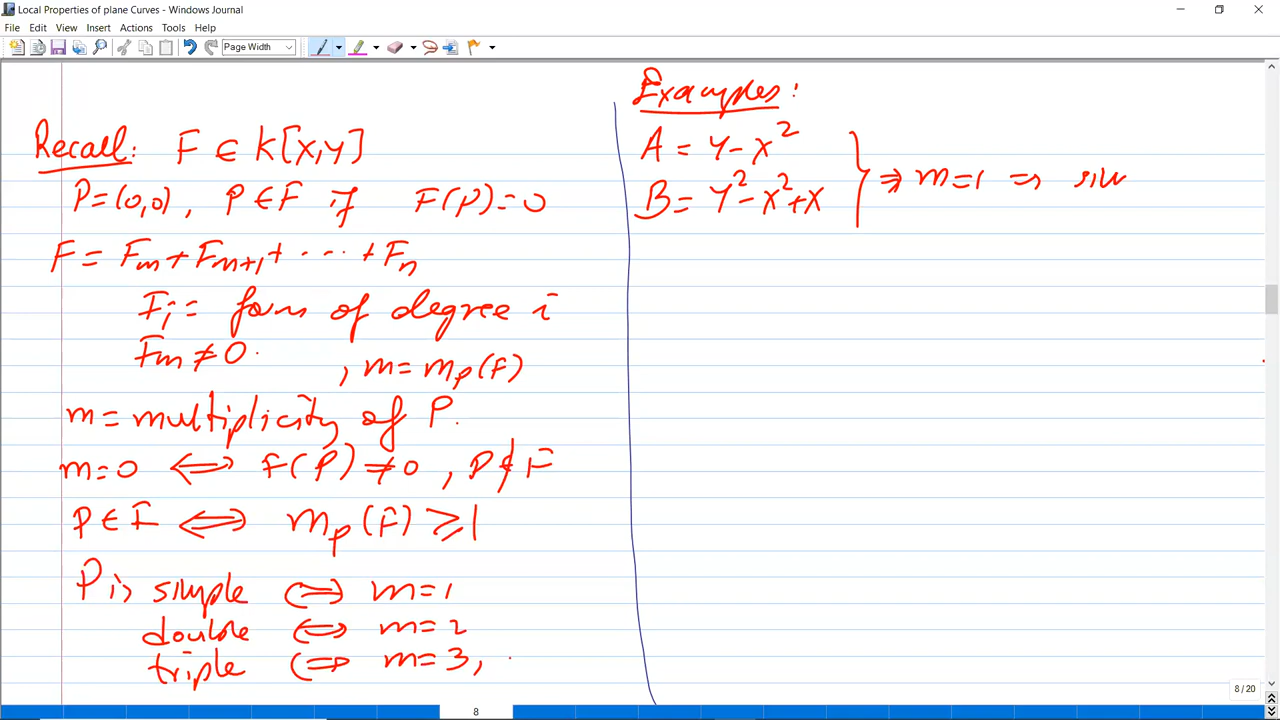 Local Properties of plane Curves - Windows Journal
File Edit View Insert Actions Tools Help
Page Width
Recall: F ∈ k[X,Y]
P=(0,0), P∈F if F(P)=0
F = Fm + Fm+1 + ... + Fn
Fi = form of degree i
Fm ≠ 0.
, m = mp(F)
m = multiplicity of P.
m=0 ⟺ F(P) ≠ 0, P∉F
P∈F ⟺ mp(F) ≥ 1
P is simple ⟺ m=1
double ⟺ m=2
triple ⟺ m=3, .
Examples:
A = Y - X²
B = Y² - X² + X
} ⇒ m=1 ⇒ sim
8 / 20
8